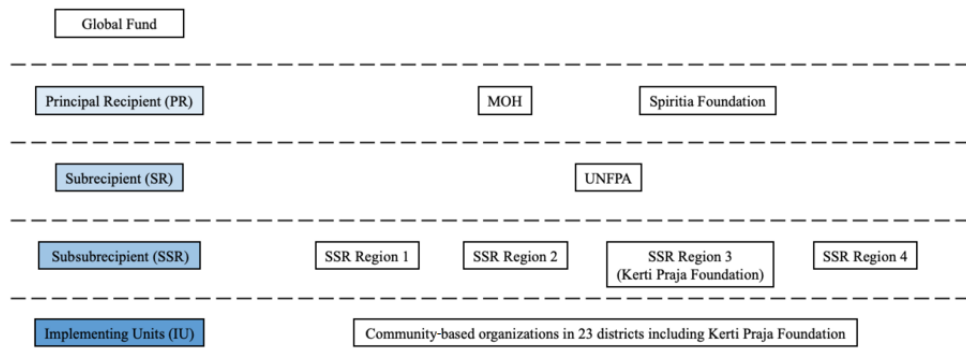 Global Fund
Principal Recipient (PR)
MOH
Spiritia Foundation
Subrecipient (SR)
UNFPA
Subsubrecipient (SSR)
SSR Region 1
SSR Region 2
SSR Region 3
(Kerti Praja Foundation)
SSR Region 4
Implementing Units (IU)
Community-based organizations in 23 districts including Kerti Praja Foundation